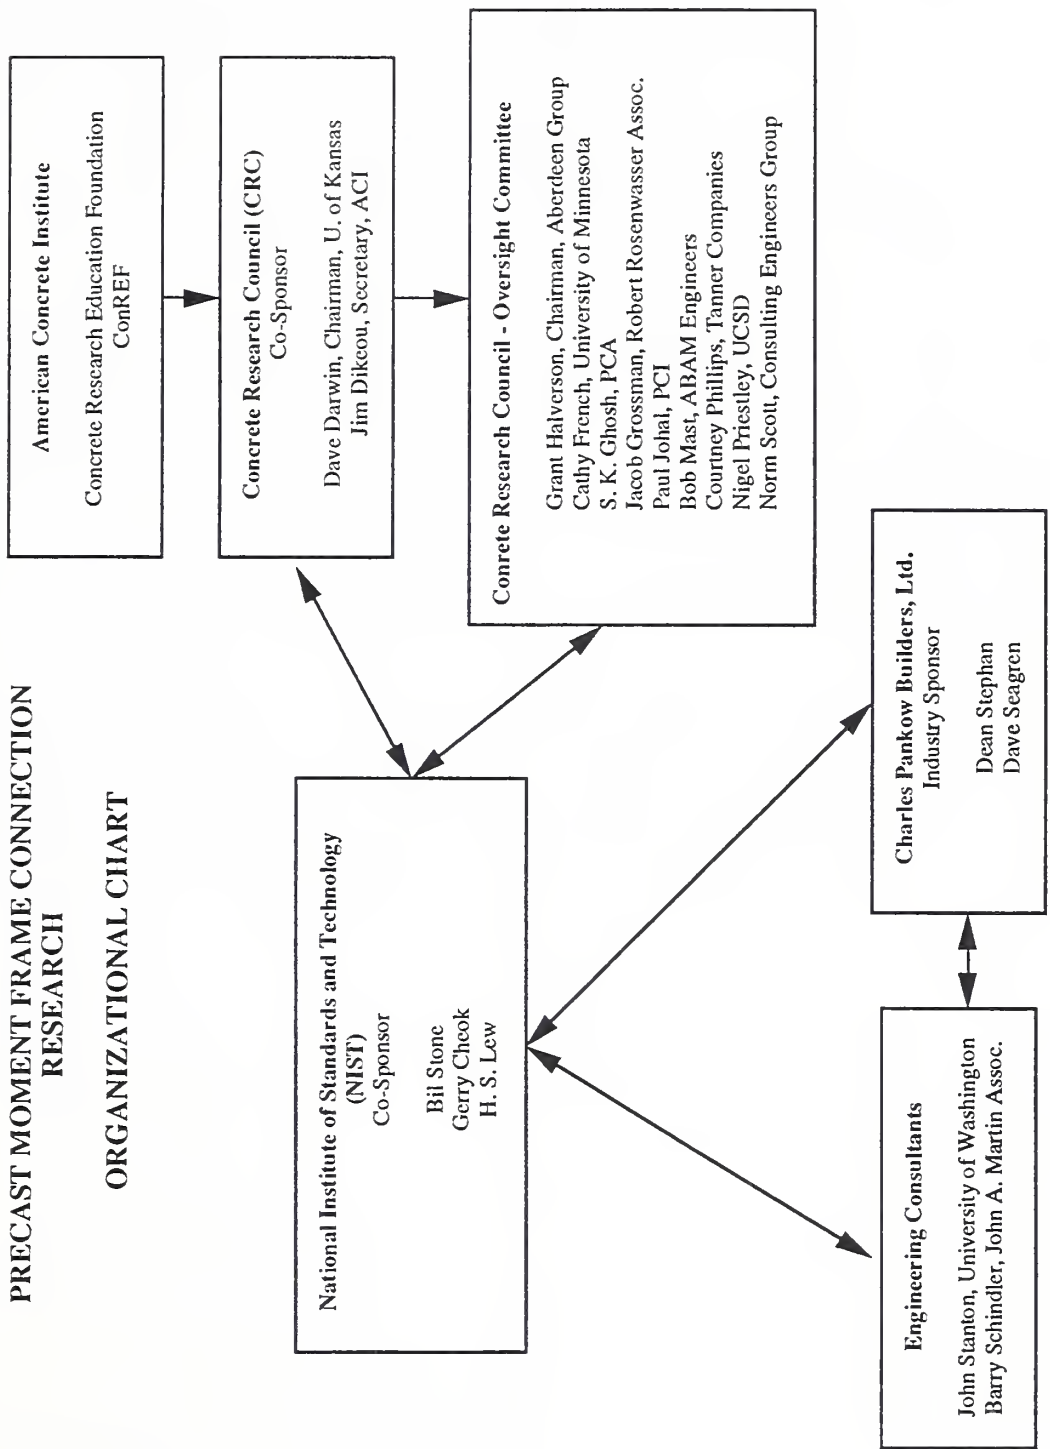 PRECAST MOMENT FRAME CONNECTION
RESEARCH
ORGANIZATIONAL CHART
American Concrete Institute
Concrete Research Education Foundation
ConREF
Concrete Research Council (CRC)
Co-Sponsor
Dave Darwin, Chairman, U. of Kansas
Jim Dikeou, Secretary, ACI
Conrete Research Council - Oversight Committee
Grant Halverson, Chairman, Aberdeen Group
Cathy French, University of Minnesota
S. K. Ghosh, PCA
Jacob Grossman, Robert Rosenwasser Assoc.
Paul Johal, PCI
Bob Mast, ABAM Engineers
Courtney Phillips, Tanner Companies
Nigel Priestley, UCSD
Norm Scott, Consulting Engineers Group
National Institute of Standards and Technology
(NIST)
Co-Sponsor
Bil Stone
Gerry Cheok
H. S. Lew
Charles Pankow Builders, Ltd.
Industry Sponsor
Dean Stephan
Dave Seagren
Engineering Consultants
John Stanton, University of Washington
Barry Schindler, John A. Martin Assoc.